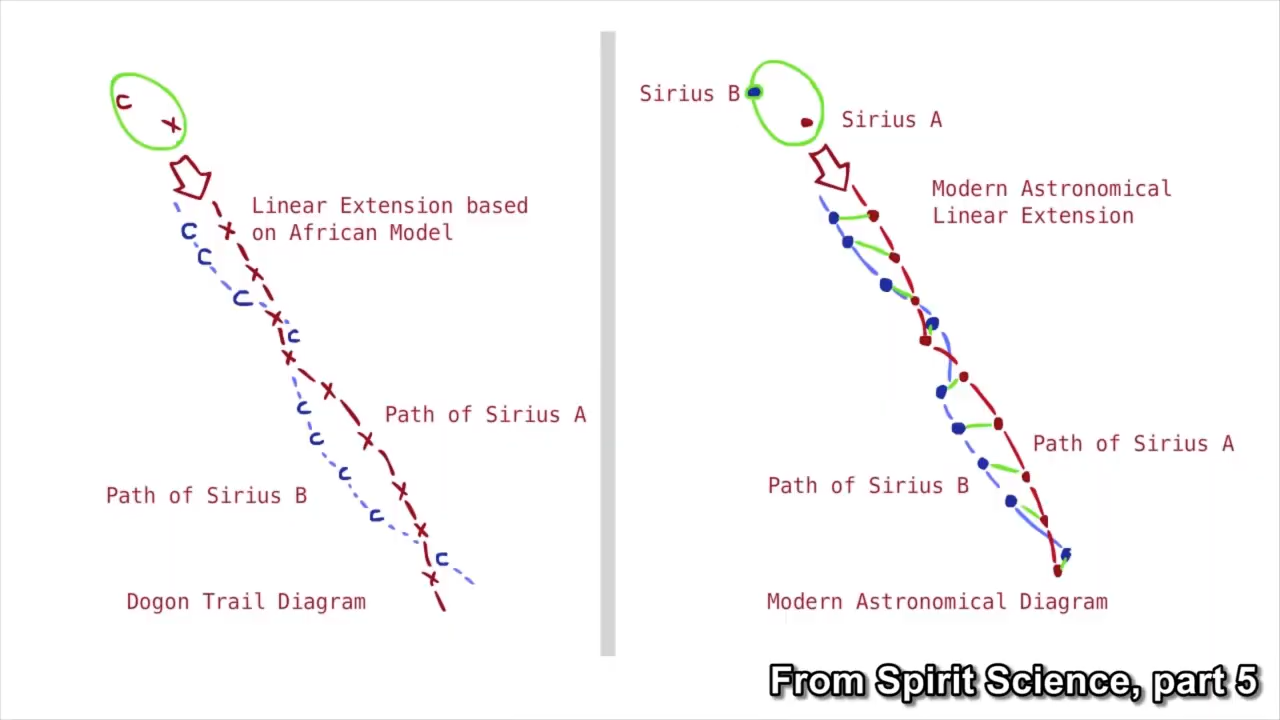 Linear Extension based
on African Model
Path of Sirius A
Path of Sirius B
Dogon Trail Diagram
Sirius B
Sirius A
Modern Astronomical
Linear Extension
Path of Sirius A
Path of Sirius B
Modern Astronomical Diagram
From Spirit Science, part 5